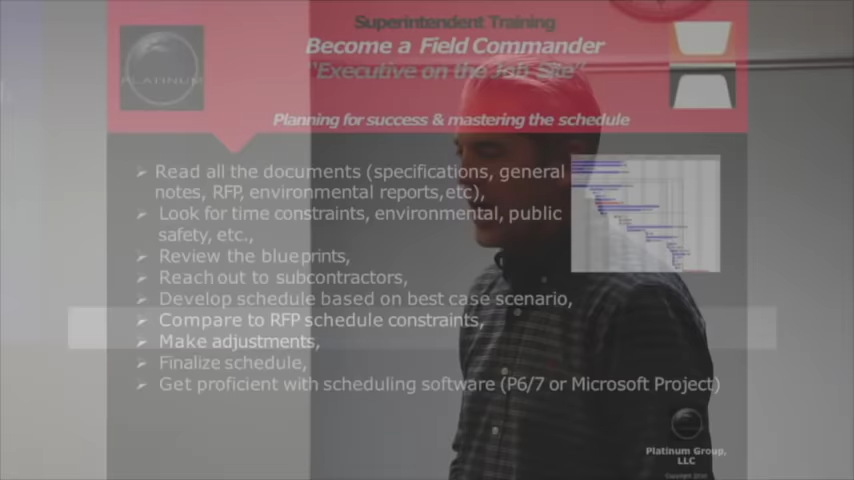 Superintendent Training
Become a Field Commander
"Executive on the Job Site"
PLATINUM
Planning for success & mastering the schedule
➢ Read all the documents (specifications, general
notes, RFP, environmental reports,etc),
➢ Look for time constraints, environmental, public
safety, etc.,
➢ Review the blueprints,
➢ Reach out to subcontractors,
➢ Develop schedule based on best case scenario,
➢ Compare to RFP schedule constraints,
➢ Make adjustments,
➢ Finalize schedule,
➢ Get proficient with scheduling software (P6/7 or Microsoft Project)
Platinum Group,
LLC